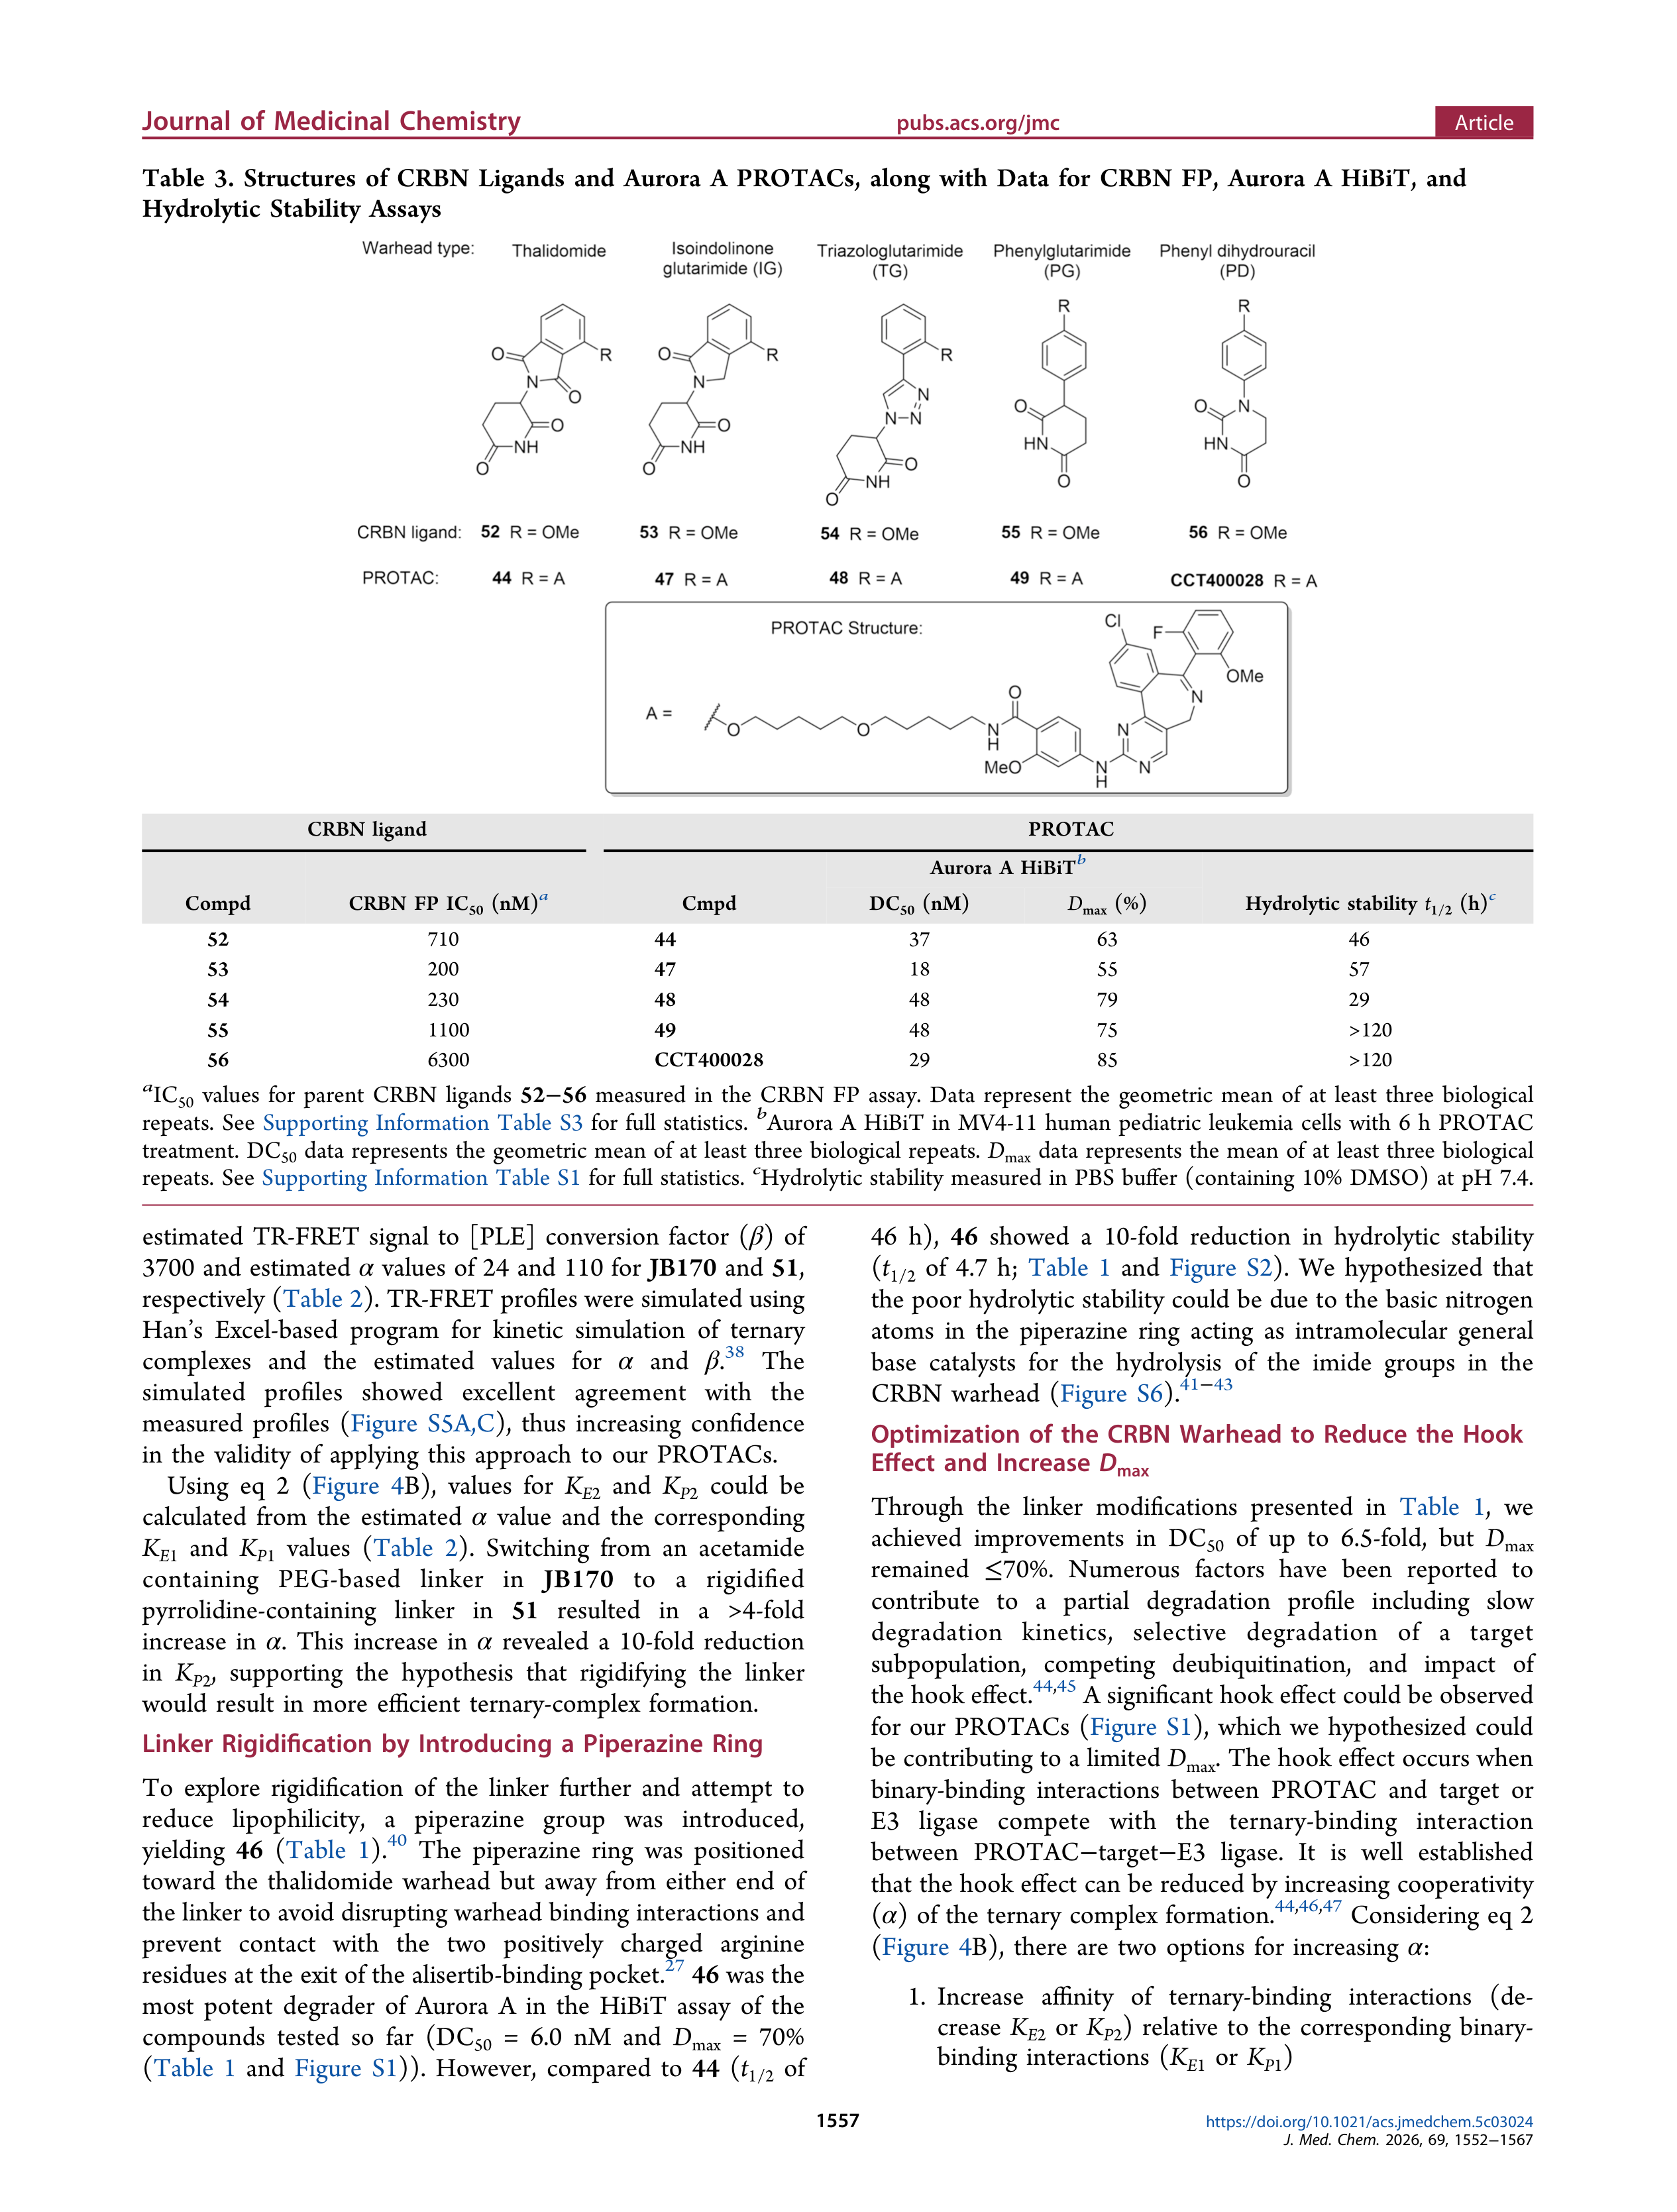 Journal of Medicinal Chemistry
pubs.acs.org/jmc
Article
Table 3. Structures of CRBN Ligands and Aurora A PROTACs, along with Data for CRBN FP, Aurora A HiBiT, and
Hydrolytic Stability Assays
Warhead type: Thalidomide Isoindolinone glutarimide (IG) Triazologlutarimide (TG) Phenylglutarimide (PG) Phenyl dihydrouracil (PD)
O R N O O NH O
O R N O NH O
R N N–N O NH O
R O HN O
R O N HN O
CRBN ligand: 52 R = OMe 53 R = OMe 54 R = OMe 55 R = OMe 56 R = OMe
PROTAC: 44 R = A 47 R = A 48 R = A 49 R = A CCT400028 R = A
PROTAC Structure:
A = O O N H O MeO N H N N N Cl F OMe
CRBN ligand PROTAC
Aurora A HiBiTᵇ
Compd CRBN FP IC₅₀ (nM)ᵃ Cmpd DC₅₀ (nM) Dmax (%) Hydrolytic stability t1/2 (h)ᶜ
52 710 44 37 63 46
53 200 47 18 55 57
54 230 48 48 79 29
55 1100 49 48 75 >120
56 6300 CCT400028 29 85 >120
ᵃIC₅₀ values for parent CRBN ligands 52−56 measured in the CRBN FP assay. Data represent the geometric mean of at least three biological
repeats. See Supporting Information Table S3 for full statistics. ᵇAurora A HiBiT in MV4-11 human pediatric leukemia cells with 6 h PROTAC
treatment. DC₅₀ data represents the geometric mean of at least three biological repeats. Dmax data represents the mean of at least three biological
repeats. See Supporting Information Table S1 for full statistics. ᶜHydrolytic stability measured in PBS buffer (containing 10% DMSO) at pH 7.4.
estimated TR-FRET signal to [PLE] conversion factor (β) of
3700 and estimated α values of 24 and 110 for JB170 and 51,
respectively (Table 2). TR-FRET profiles were simulated using
Han's Excel-based program for kinetic simulation of ternary
complexes and the estimated values for α and β.³⁸ The
simulated profiles showed excellent agreement with the
measured profiles (Figure S5A,C), thus increasing confidence
in the validity of applying this approach to our PROTACs.
Using eq 2 (Figure 4B), values for KE2 and KP2 could be
calculated from the estimated α value and the corresponding
KE1 and KP1 values (Table 2). Switching from an acetamide
containing PEG-based linker in JB170 to a rigidified
pyrrolidine-containing linker in 51 resulted in a >4-fold
increase in α. This increase in α revealed a 10-fold reduction
in KP2, supporting the hypothesis that rigidifying the linker
would result in more efficient ternary-complex formation.
Linker Rigidification by Introducing a Piperazine Ring
To explore rigidification of the linker further and attempt to
reduce lipophilicity, a piperazine group was introduced,
yielding 46 (Table 1).⁴⁰ The piperazine ring was positioned
toward the thalidomide warhead but away from either end of
the linker to avoid disrupting warhead binding interactions and
prevent contact with the two positively charged arginine
residues at the exit of the alisertib-binding pocket.²⁷ 46 was the
most potent degrader of Aurora A in the HiBiT assay of the
compounds tested so far (DC₅₀ = 6.0 nM and Dmax = 70%
(Table 1 and Figure S1)). However, compared to 44 (t1/2 of
46 h), 46 showed a 10-fold reduction in hydrolytic stability
(t1/2 of 4.7 h; Table 1 and Figure S2). We hypothesized that
the poor hydrolytic stability could be due to the basic nitrogen
atoms in the piperazine ring acting as intramolecular general
base catalysts for the hydrolysis of the imide groups in the
CRBN warhead (Figure S6).⁴¹⁻⁴³
Optimization of the CRBN Warhead to Reduce the Hook
Effect and Increase Dmax
Through the linker modifications presented in Table 1, we
achieved improvements in DC₅₀ of up to 6.5-fold, but Dmax
remained ≤70%. Numerous factors have been reported to
contribute to a partial degradation profile including slow
degradation kinetics, selective degradation of a target
subpopulation, competing deubiquitination, and impact of
the hook effect.⁴⁴,⁴⁵ A significant hook effect could be observed
for our PROTACs (Figure S1), which we hypothesized could
be contributing to a limited Dmax. The hook effect occurs when
binary-binding interactions between PROTAC and target or
E3 ligase compete with the ternary-binding interaction
between PROTAC−target−E3 ligase. It is well established
that the hook effect can be reduced by increasing cooperativity
(α) of the ternary complex formation.⁴⁴,⁴⁶,⁴⁷ Considering eq 2
(Figure 4B), there are two options for increasing α:
1. Increase affinity of ternary-binding interactions (de-
crease KE2 or KP2) relative to the corresponding binary-
binding interactions (KE1 or KP1)
1557
https://doi.org/10.1021/acs.jmedchem.5c03024
J. Med. Chem. 2026, 69, 1552−1567